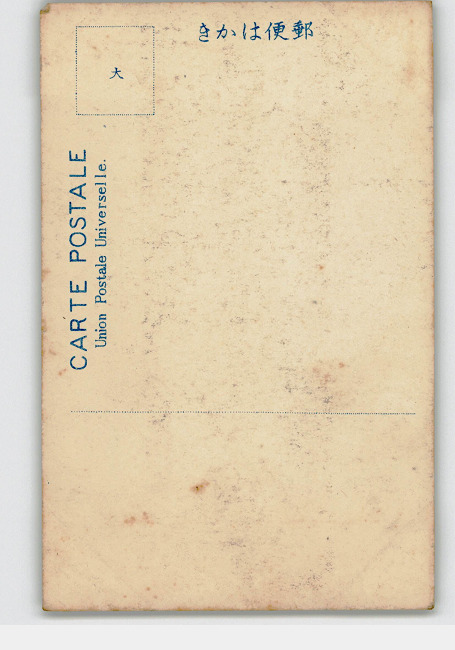 郵便はかき
大
CARTE POSTALE
Union Postale Universelle.